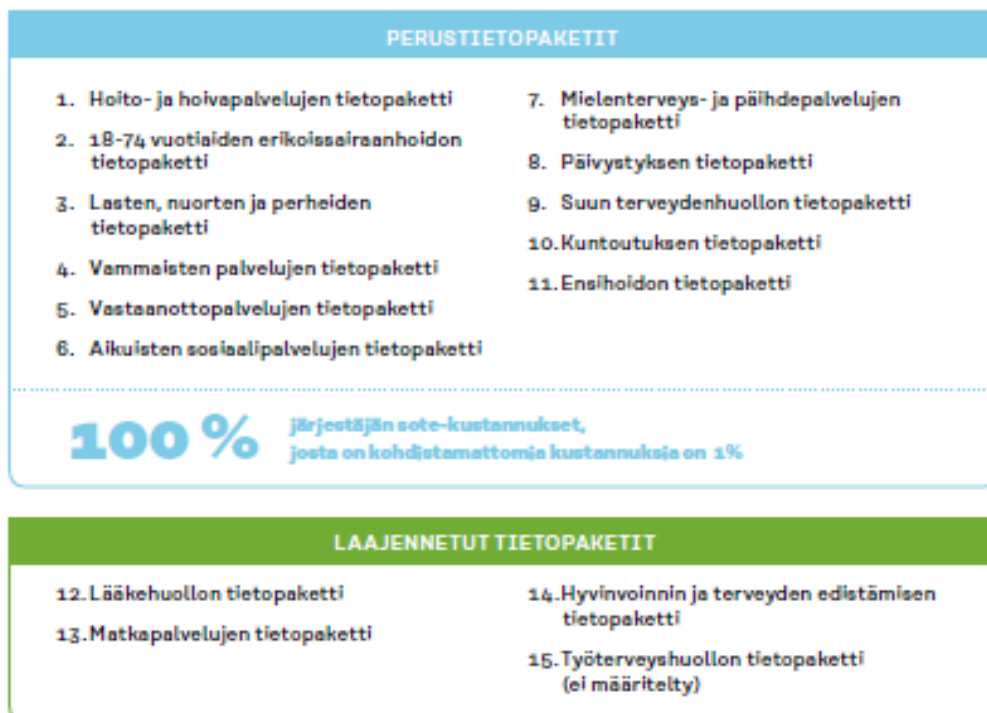 PERUSTIETOPAKETIT
1. Hoito- ja hoivapalvelujen tietopaketti
2. 18-74 vuotiaiden erikoissairaanhoidon
tietopaketti
3. Lasten, nuorten ja perheiden
tietopaketti
4. Vammaisten palvelujen tietopaketti
5. Vastaanottopalvelujen tietopaketti
6. Aikuisten sosiaalipalvelujen tietopaketti
7. Mielenterveys- ja päihdepalvelujen
tietopaketti
8. Päivystyksen tietopaketti
9. Suun terveydenhuollon tietopaketti
10. Kuntoutuksen tietopaketti
11. Ensihoidon tietopaketti
100 %
järjestäjän sote-kustannukset,
josta on kohdistamattomia kustannuksia on 1%
LAAJENNETUT TIETOPAKETIT
12. Lääkehuollon tietopaketti
13. Matkapalvelujen tietopaketti
14. Hyvinvoinnin ja terveyden edistämisen
tietopaketti
15. Työterveyshuollon tietopaketti
(ei määritelty)